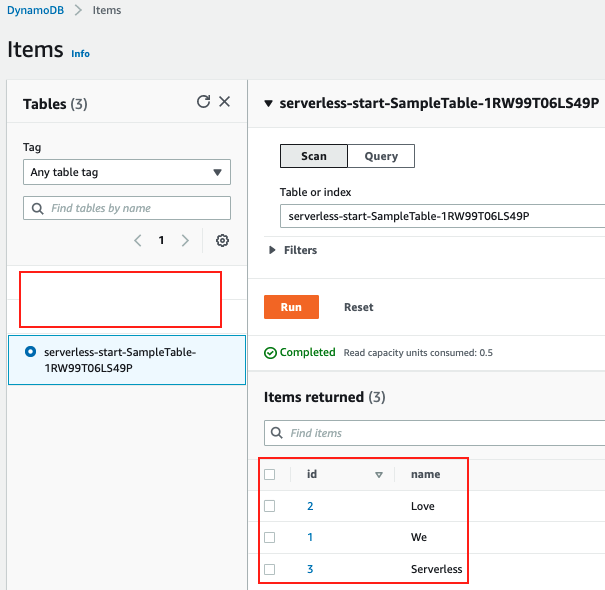 DynamoDB > Items
Items Info
Tables (3)
Tag
Any table tag
Find tables by name
1
serverless-start-SampleTable-
1RW99T06LS49P
serverless-start-SampleTable-1RW99T06LS49P
Scan Query
Table or index
serverless-start-SampleTable-1RW99T06LS49P
Filters
Run Reset
Completed Read capacity units consumed: 0.5
Items returned (3)
Find items
id name
2 Love
1 We
3 Serverless